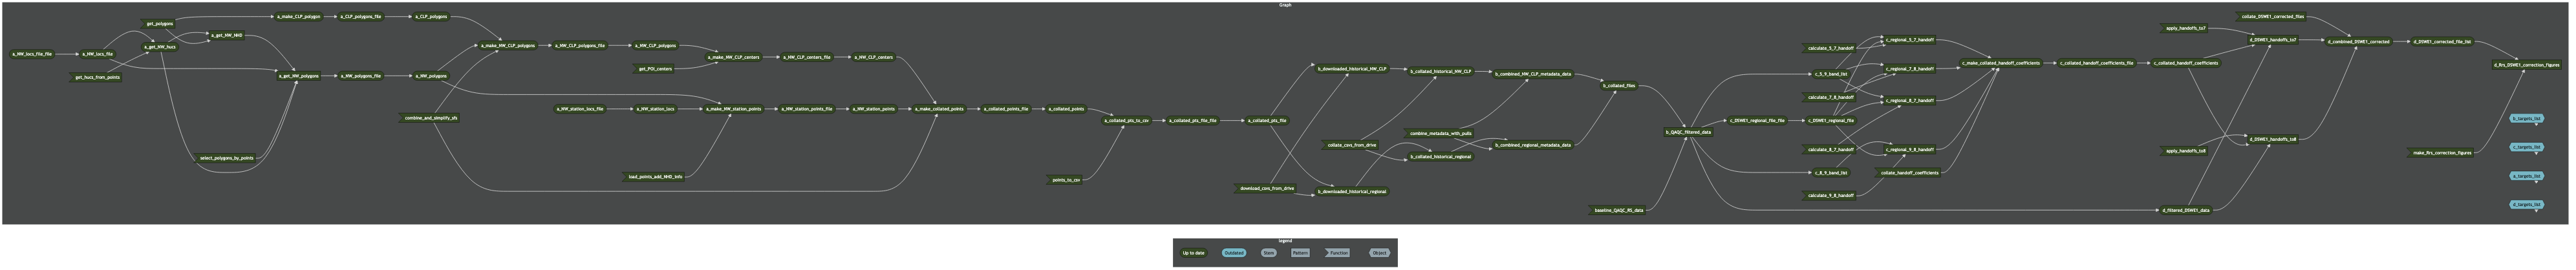 Graph
get_polygons
a_make_CLP_polygon
a_CLP_polygons_file
a_CLP_polygons
a_NW_locs_file_file
a_NW_locs_file
a_get_NW_hucs
a_get_NW_NHD
get_hucs_from_points
a_get_NW_polygons
a_NW_polygons_file
a_NW_polygons
a_make_NW_CLP_polygons
a_NW_CLP_polygons_file
a_NW_CLP_polygons
get_POI_centers
a_make_NW_CLP_centers
a_NW_CLP_centers_file
a_NW_CLP_centers
combine_and_simplify_sfs
select_polygons_by_points
a_NW_station_locs_file
a_NW_station_locs
a_make_NW_station_points
a_NW_station_points_file
a_NW_station_points
load_points_add_NHD_info
a_make_collated_points
a_collated_points_file
a_collated_points
points_to_csv
a_collated_pts_to_csv
a_collated_pts_file_file
a_collated_pts_file
download_csvs_from_drive
b_downloaded_historical_NW_CLP
b_downloaded_historical_regional
collate_csvs_from_drive
b_collated_historical_NW_CLP
b_collated_historical_regional
combine_metadata_with_pulls
b_combined_NW_CLP_metadata_data
b_combined_regional_metadata_data
b_collated_files
baseline_QAQC_RS_data
b_QAQC_filtered_data
c_DSWE1_regional_file_file
c_DSWE1_regional_file
calculate_5_7_handoff
c_5_9_band_list
calculate_7_8_handoff
calculate_8_7_handoff
c_8_9_band_list
calculate_9_8_handoff
c_regional_5_7_handoff
c_regional_7_8_handoff
c_regional_8_7_handoff
c_regional_9_8_handoff
collate_handoff_coefficients
c_make_collated_handoff_coefficients
c_collated_handoff_coefficients_file
c_collated_handoff_coefficients
apply_handoffs_to7
apply_handoffs_to8
d_filtered_DSWE1_data
collate_DSWE1_corrected_files
d_DSWE1_handoffs_to7
d_DSWE1_handoffs_to8
d_combined_DSWE1_corrected
d_DSWE1_corrected_file_list
make_Rrs_correction_figures
d_Rrs_DSWE1_correction_figures
b_targets_list
c_targets_list
a_targets_list
d_targets_list
legend
Up to date
Outdated
Stem
Pattern
Function
Object